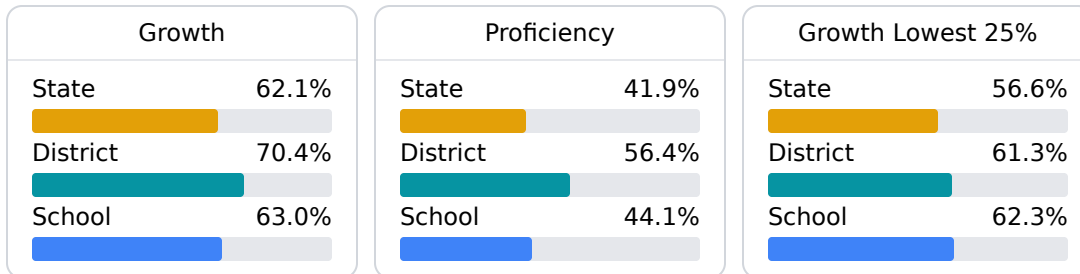 Growth
State 62.1%
District 70.4%
School 63.0%
Proficiency
State 41.9%
District 56.4%
School 44.1%
Growth Lowest 25%
State 56.6%
District 61.3%
School 62.3%